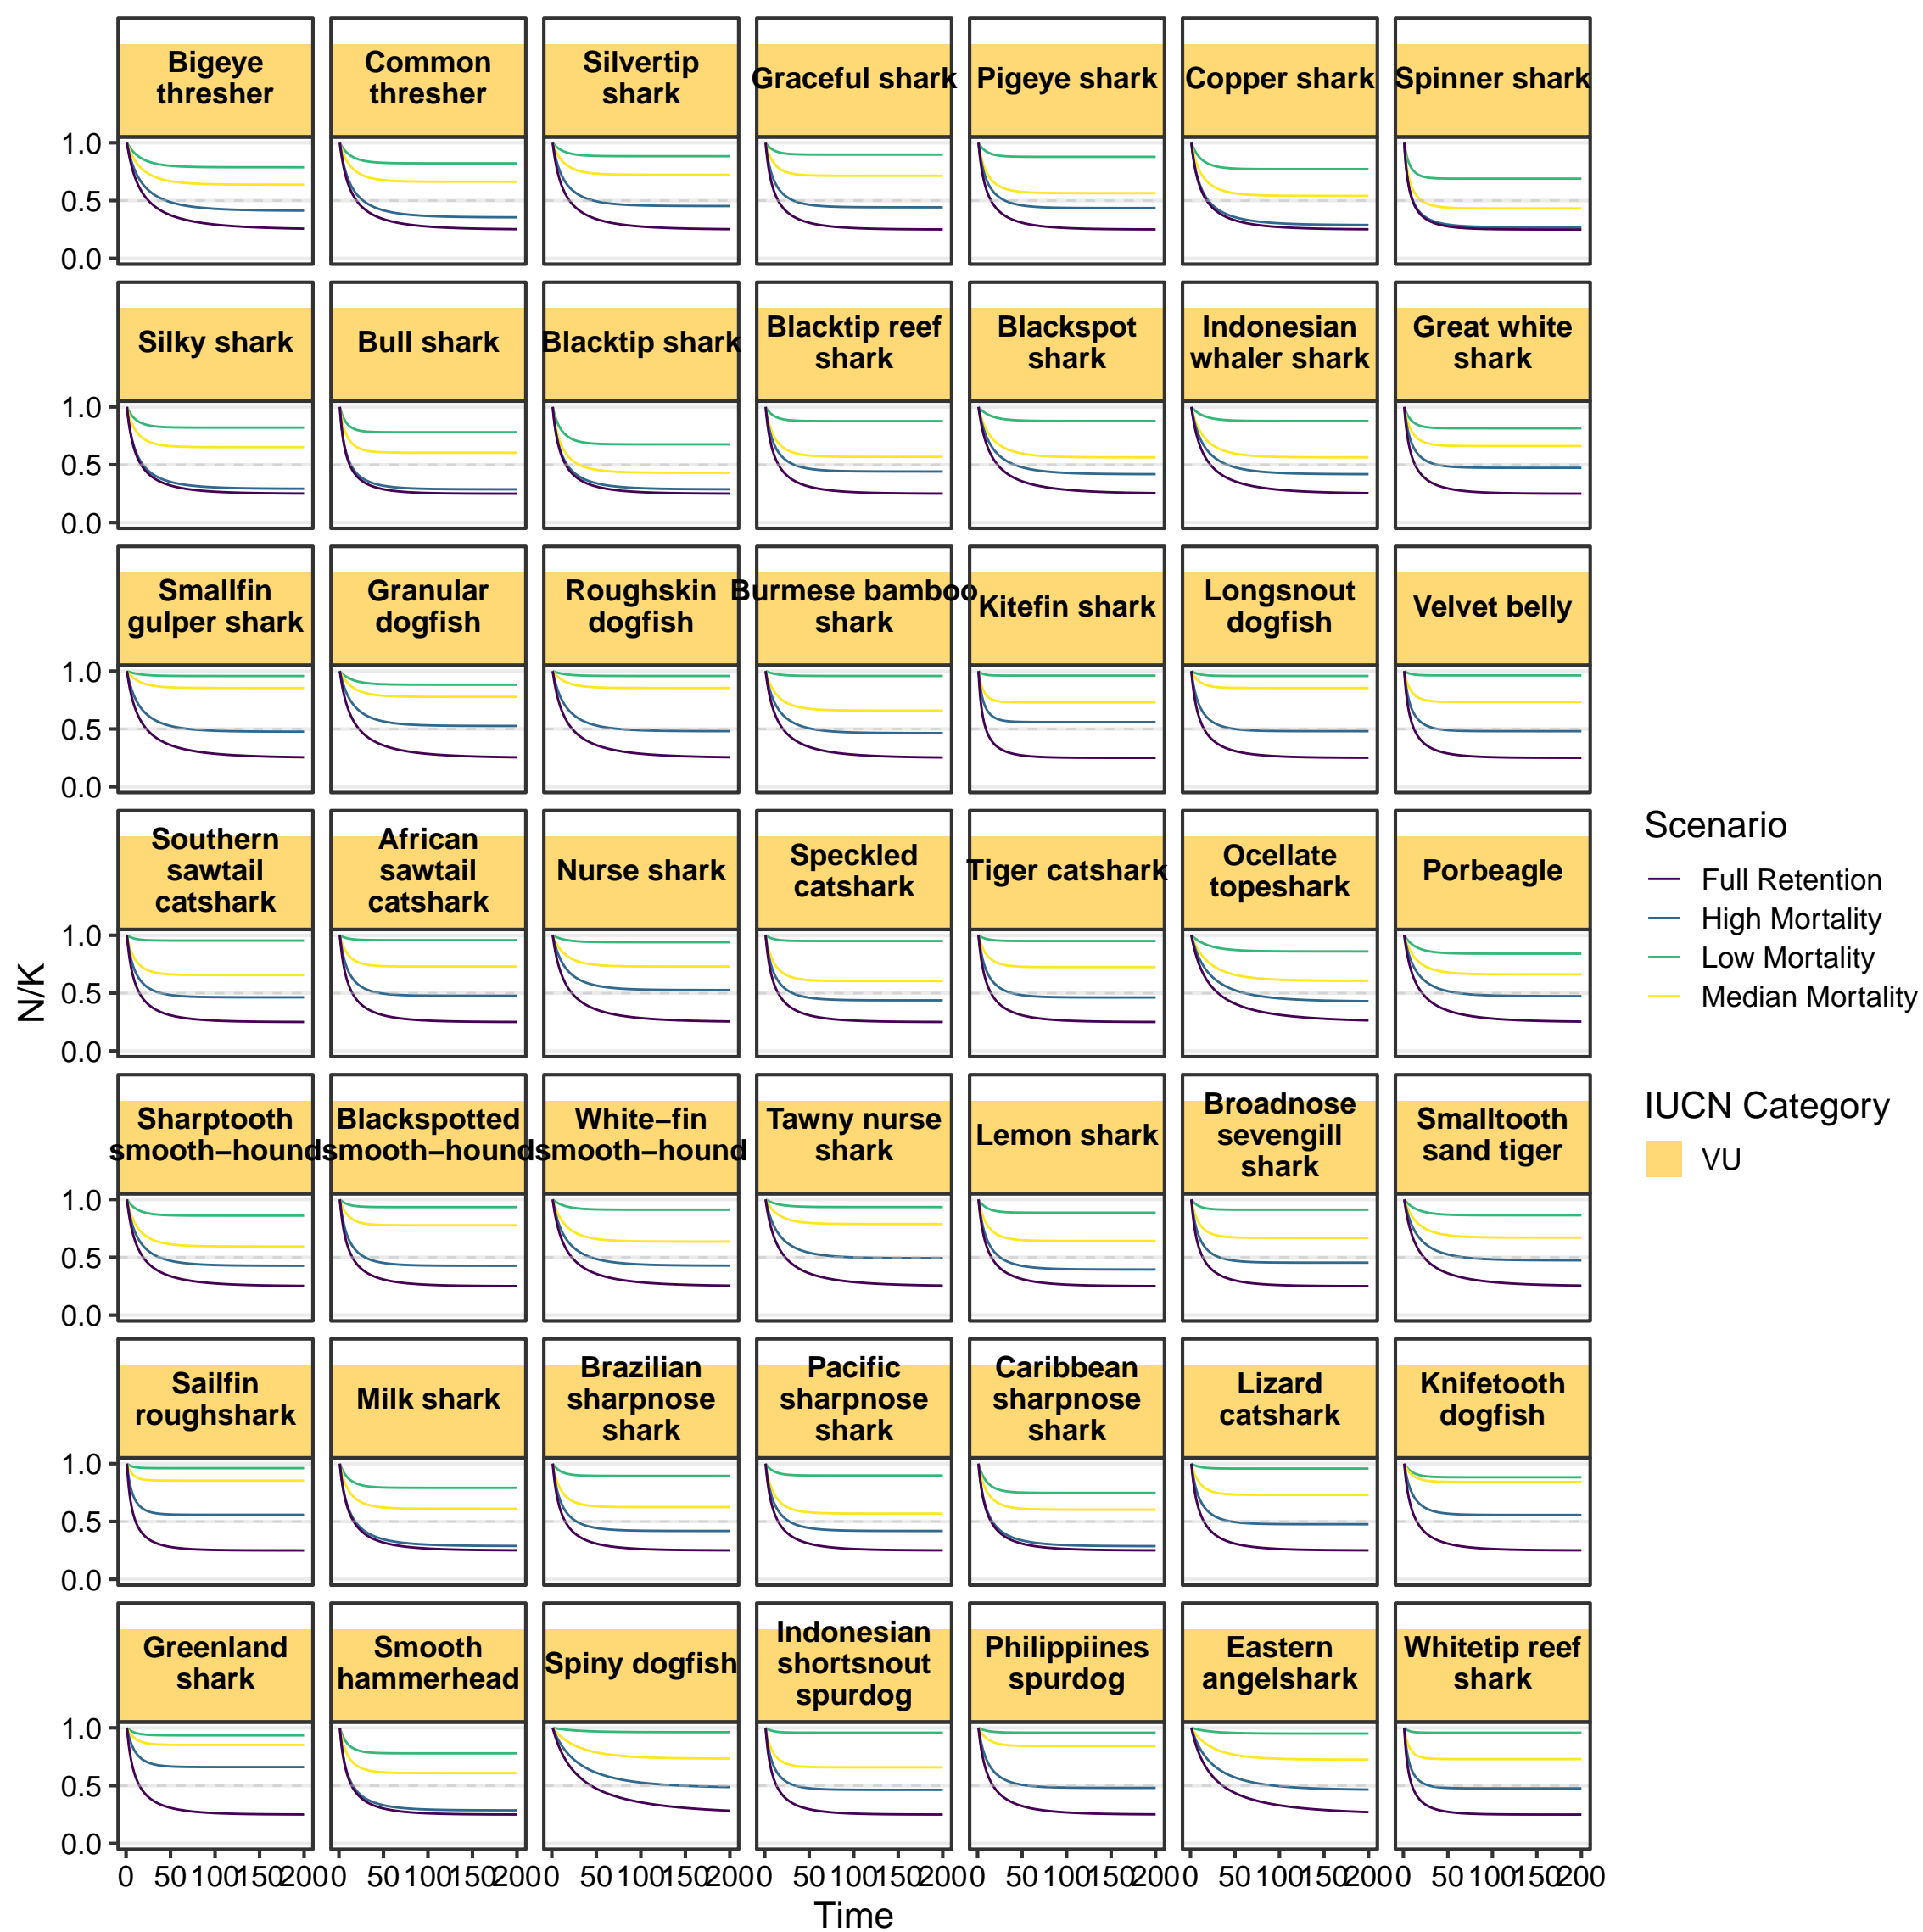 Bigeye
thresher
Common
thresher
Silvertip
shark
Graceful shark
Pigeye shark
Copper shark
Spinner shark
1.0
0.5
0.0
Silky shark
Bull shark
Blacktip shark
Blacktip reef
shark
Blackspot
shark
Indonesian
whaler shark
Great white
shark
1.0
0.5
0.0
Smallfin
gulper shark
Granular
dogfish
Roughskin
dogfish
Burmese bamboo
shark
Kitefin shark
Longsnout
dogfish
Velvet belly
1.0
0.5
0.0
Southern
sawtail
catshark
African
sawtail
catshark
Nurse shark
Speckled
catshark
Tiger catshark
Ocellate
topeshark
Porbeagle
1.0
0.5
0.0
Sharptooth
smooth−hound
Blackspotted
smooth−hound
White−fin
smooth−hound
Tawny nurse
shark
Lemon shark
Broadnose
sevengill
shark
Smalltooth
sand tiger
1.0
0.5
0.0
Sailfin
roughshark
Milk shark
Brazilian
sharpnose
shark
Pacific
sharpnose
shark
Caribbean
sharpnose
shark
Lizard
catshark
Knifetooth
dogfish
1.0
0.5
0.0
Greenland
shark
Smooth
hammerhead
Spiny dogfish
Indonesian
shortsnout
spurdog
Philippiines
spurdog
Eastern
angelshark
Whitetip reef
shark
1.0
0.5
0.0
0 50 100 150 200
0 50 100 150 200
0 50 100 150 200
0 50 100 150 200
0 50 100 150 200
0 50 100 150 200
0 50 100 150 200
Time
N/K
Scenario
Full Retention
High Mortality
Low Mortality
Median Mortality
IUCN Category
VU